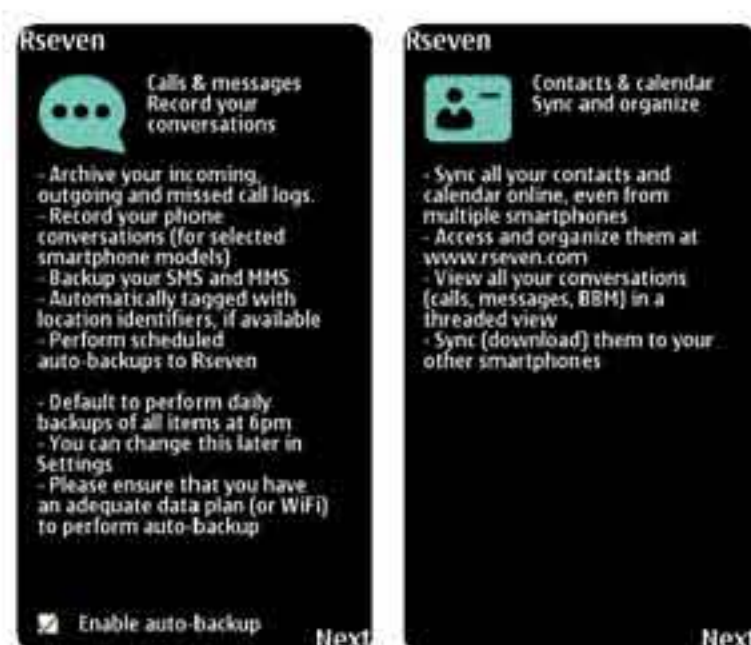 Rseven
Calls & messages
Record your
conversations
- Archive your incoming,
outgoing and missed call logs.
- Record your phone
conversations (for selected
smartphone models)
- Backup your SMS and MMS
- Automatically tagged with
location identifiers, if available
- Perform scheduled
auto-backups to Rseven
- Default to perform daily
backups of all items at 6pm
- You can change this later in
Settings
- Please ensure that you have
an adequate data plan (or WiFi)
to perform auto-backup
Enable auto-backup
Next
Rseven
Contacts & calendar
Sync and organize
- Sync all your contacts and
calendar online, even from
multiple smartphones
- Access and organize them at
www.rseven.com
- View all your conversations
(calls, messages, BBM) in a
threaded view
- Sync (download) them to your
other smartphones
Next